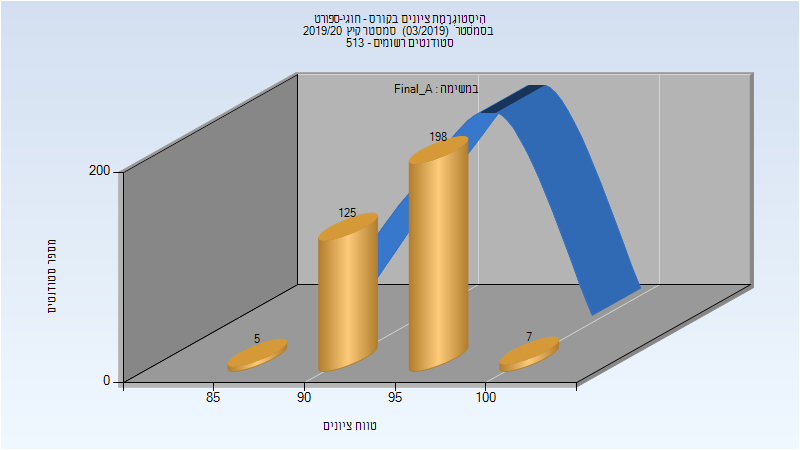 היסטוגרמת ציונים בקורס - חוגי-ספורט
בסמסטר (03/2019) סמסטר קיץ 2019/20
סטודנטים רשומים - 513
במשימה : Final_A
198
125
5
7
200
0
מספר סטודנטים
85
90
95
100
טווח ציונים